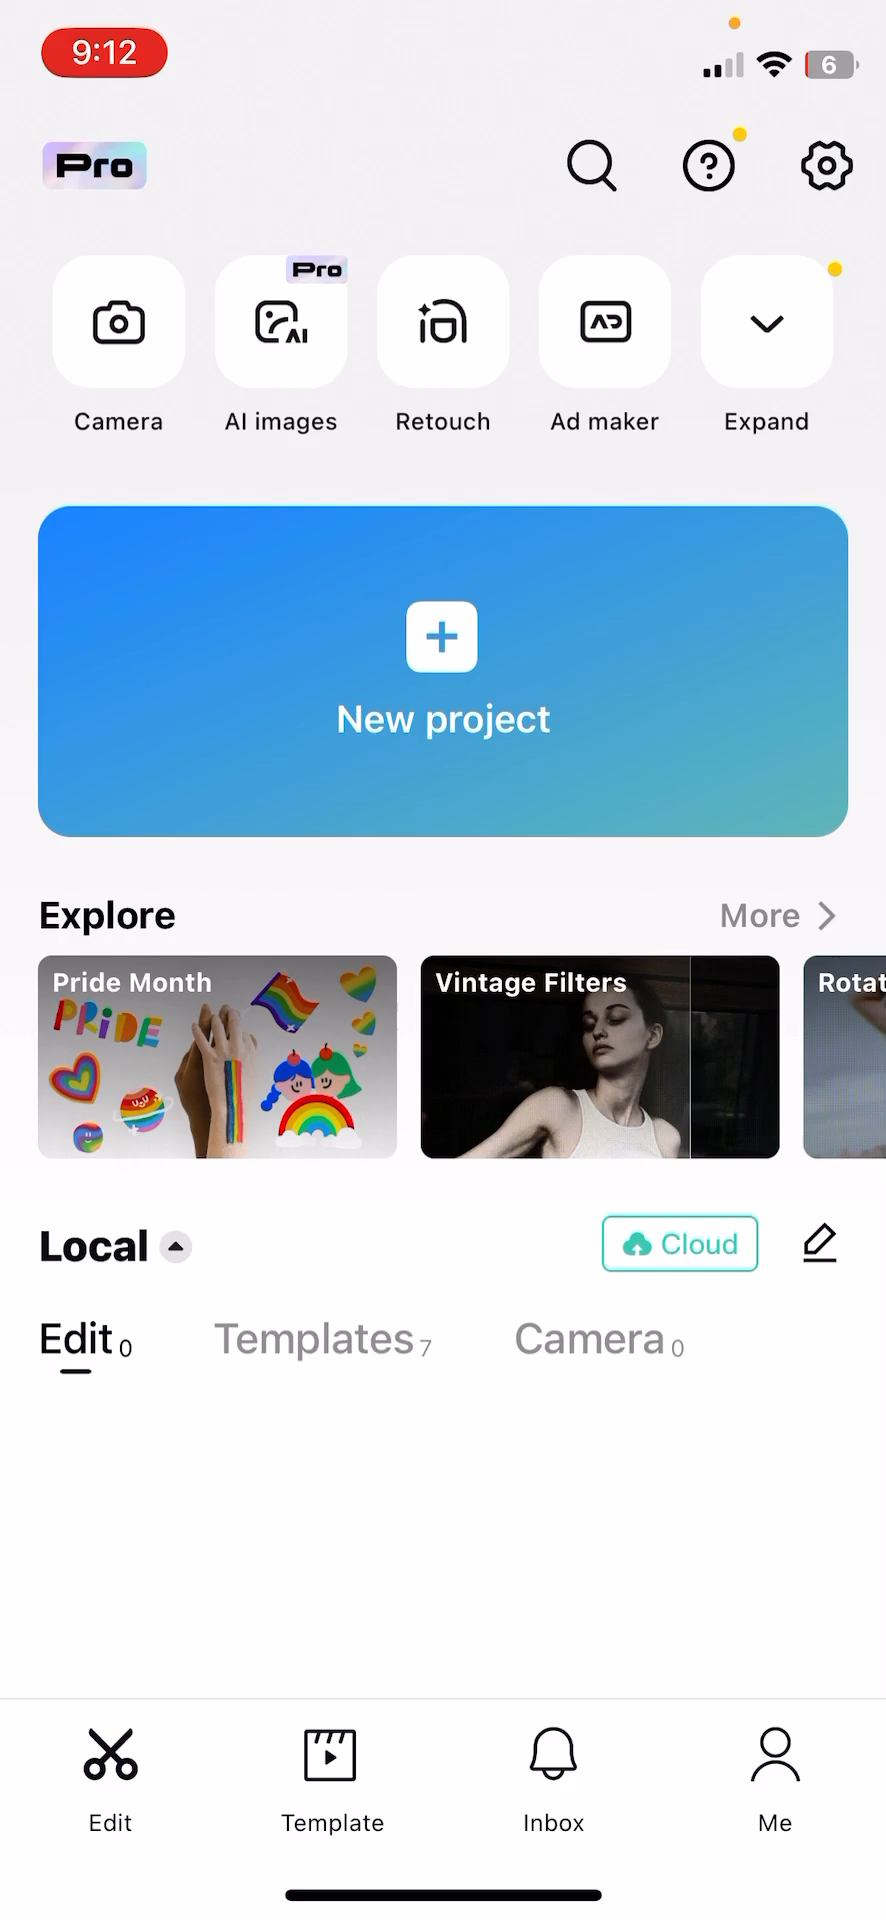 9:12
6
Pro
Pro
Camera
AI images
Retouch
Ad maker
Expand
New project
Explore
More
Pride Month
PRiDE
Vintage Filters
Rotat
Local
Cloud
Edit 0
Templates 7
Camera 0
Edit
Template
Inbox
Me